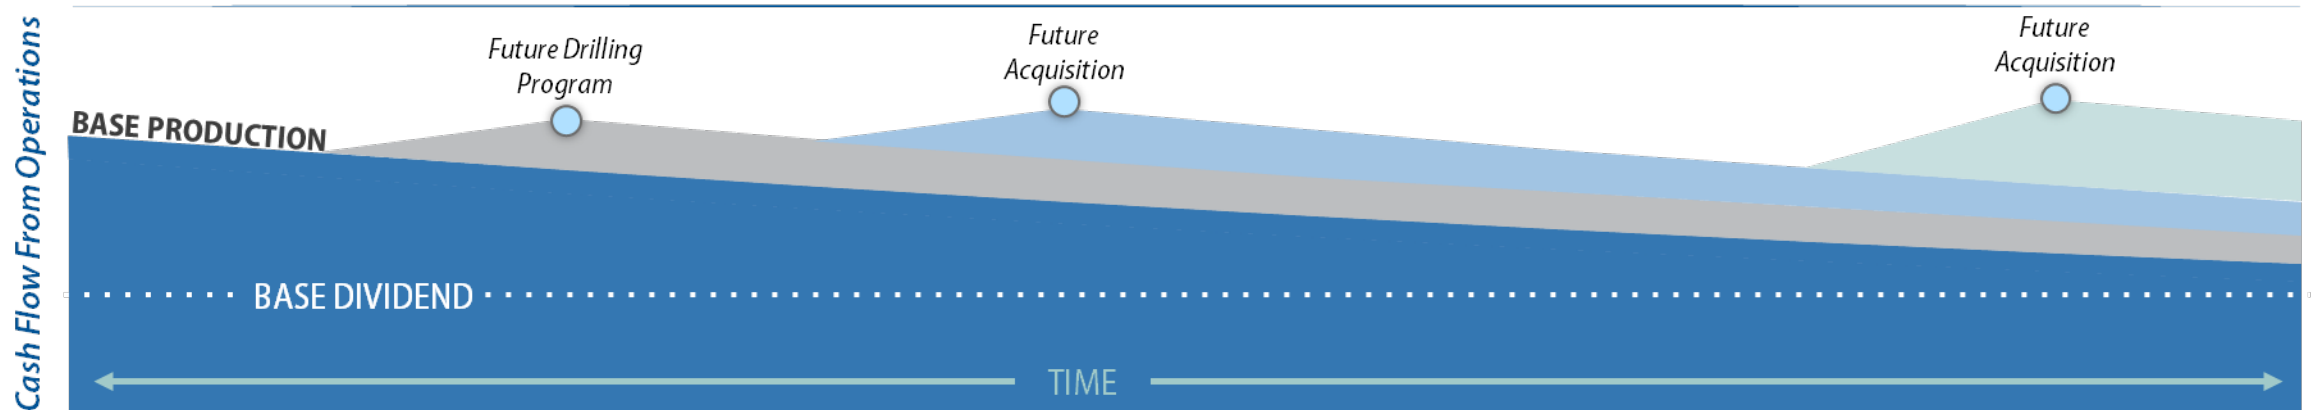 Cash Flow From Operations
Future Drilling
Program
Future
Acquisition
Future
Acquisition
BASE PRODUCTION
BASE DIVIDEND
TIME